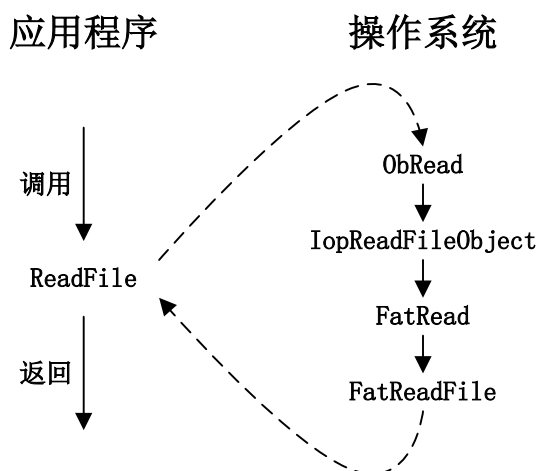 应用程序
操作系统
调用
ReadFile
返回
ObRead
IopReadFileObject
FatRead
FatReadFile